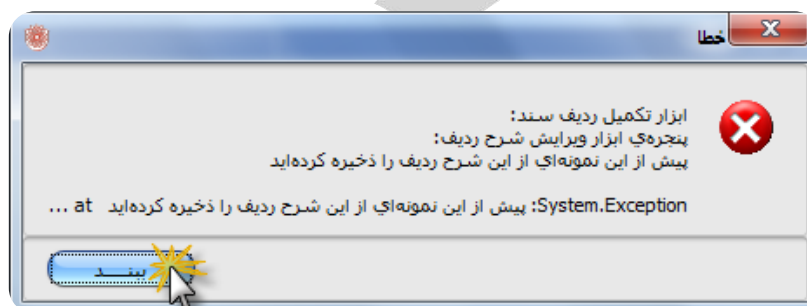 خطا
ابزار تکمیل ردیف سند:
پنجره‌ي ابزار ویرایش شرح ردیف:
پیش از این نمونه‌اي از این شرح ردیف را ذخیره کرده‌اید
System.Exception: پیش از این نمونه‌اي از این شرح ردیف را ذخیره کرده‌اید at ...
ببنــــد